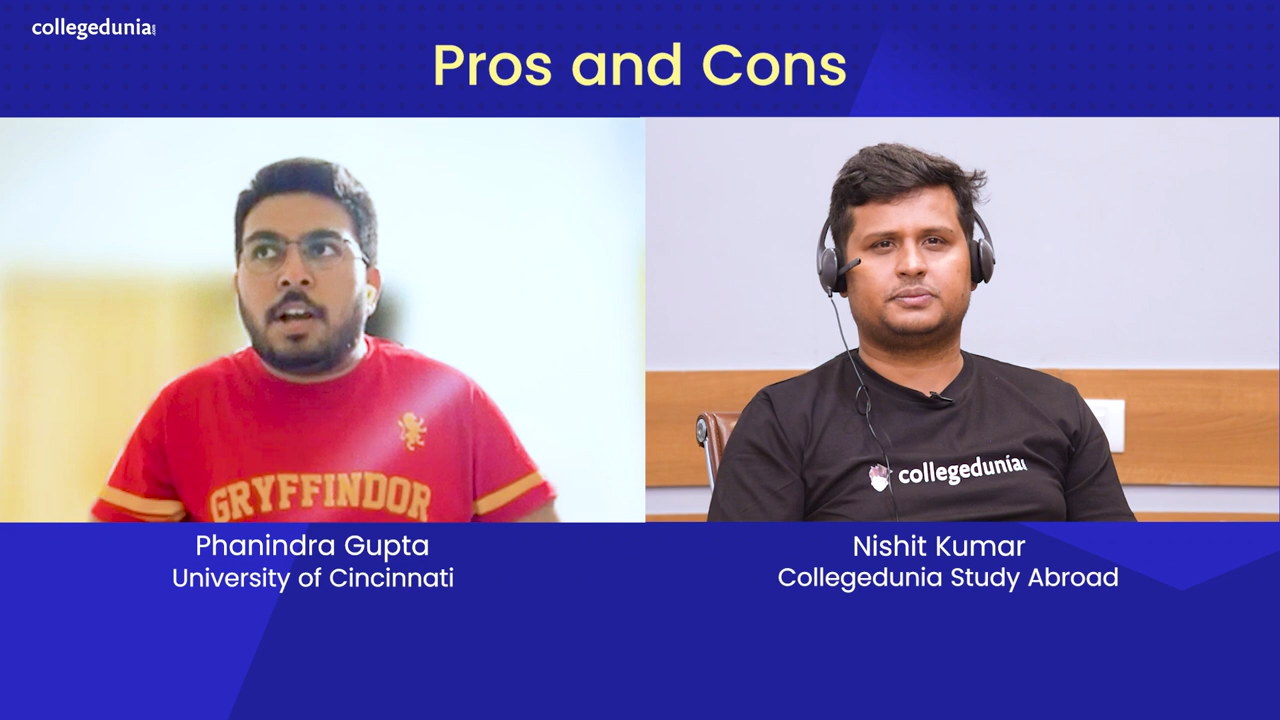 collegedunia
Pros and Cons
GRYFFINDOR
collegedunia
Phanindra Gupta
University of Cincinnati
Nishit Kumar
Collegedunia Study Abroad